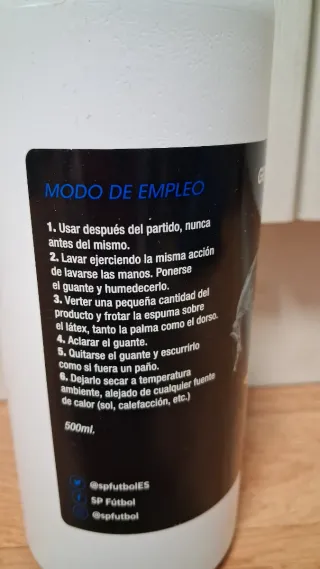 MODO DE EMPLEO
1. Usar después del partido, nunca
antes del mismo.
2. Lavar ejerciendo la misma acción
de lavarse las manos. Ponerse
el guante y humedecerlo.
3. Verter una pequeña cantidad del
producto y frotar la espuma sobre
el látex, tanto la palma como el dorso.
4. Aclarar el guante.
5. Quitarse el guante y escurrirlo
como si fuera un paño.
6. Dejarlo secar a temperatura
ambiente, alejado de cualquier fuente
de calor (sol, calefacción, etc.)
500ml.
@spfutbolES
SP Fútbol
@spfutbol